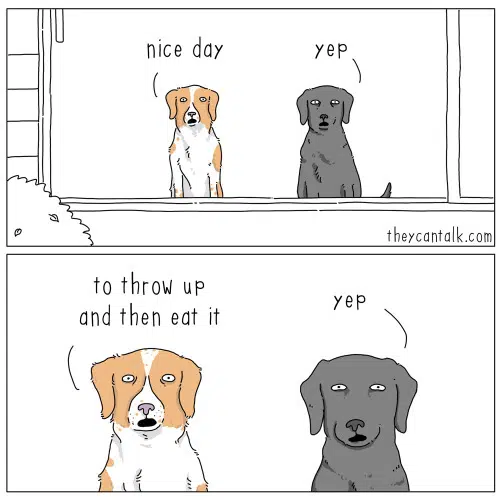 nice day
yep
theycantalk.com
to throw up
and then eat it
yep